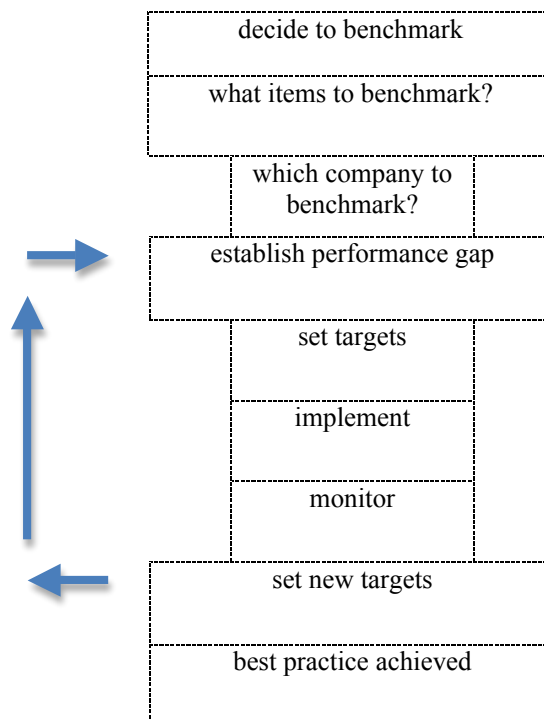 decide to benchmark
what items to benchmark?
which company to
benchmark?
establish performance gap
set targets
implement
monitor
set new targets
best practice achieved